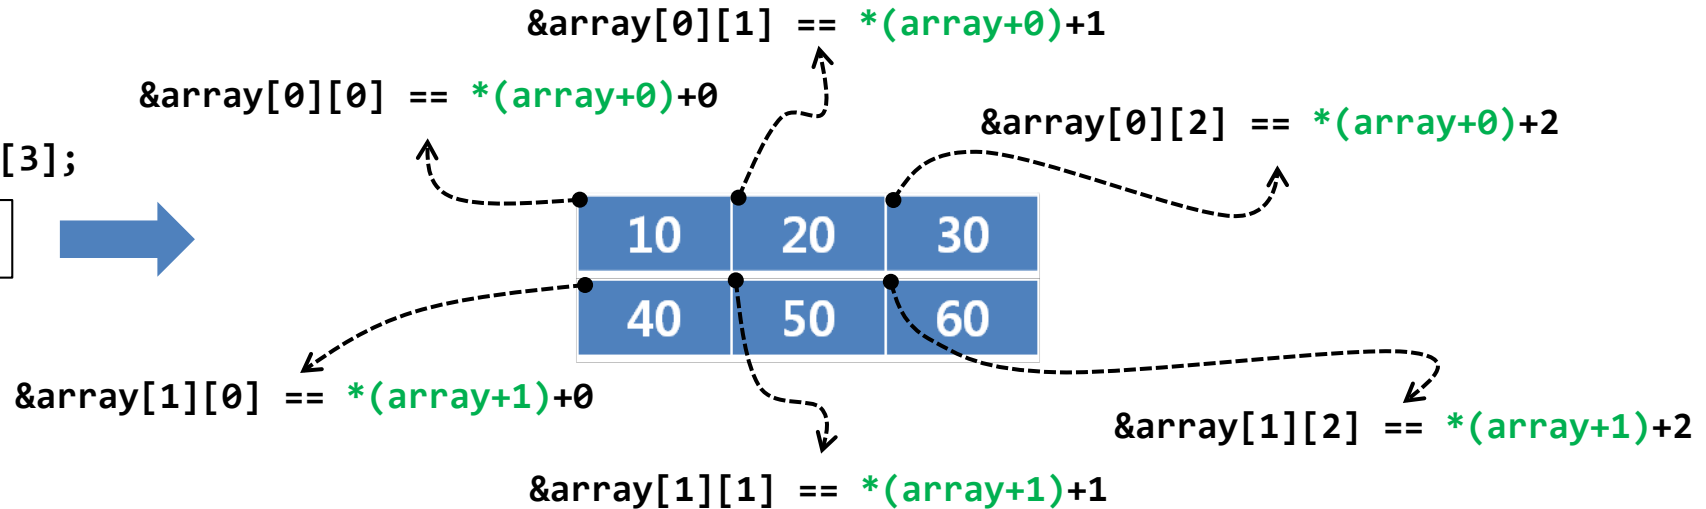 &array[0][1] == *(array+0)+1
&array[0][0] == *(array+0)+0
&array[0][2] == *(array+0)+2
[3];
10 20 30
40 50 60
&array[1][0] == *(array+1)+0
&array[1][2] == *(array+1)+2
&array[1][1] == *(array+1)+1